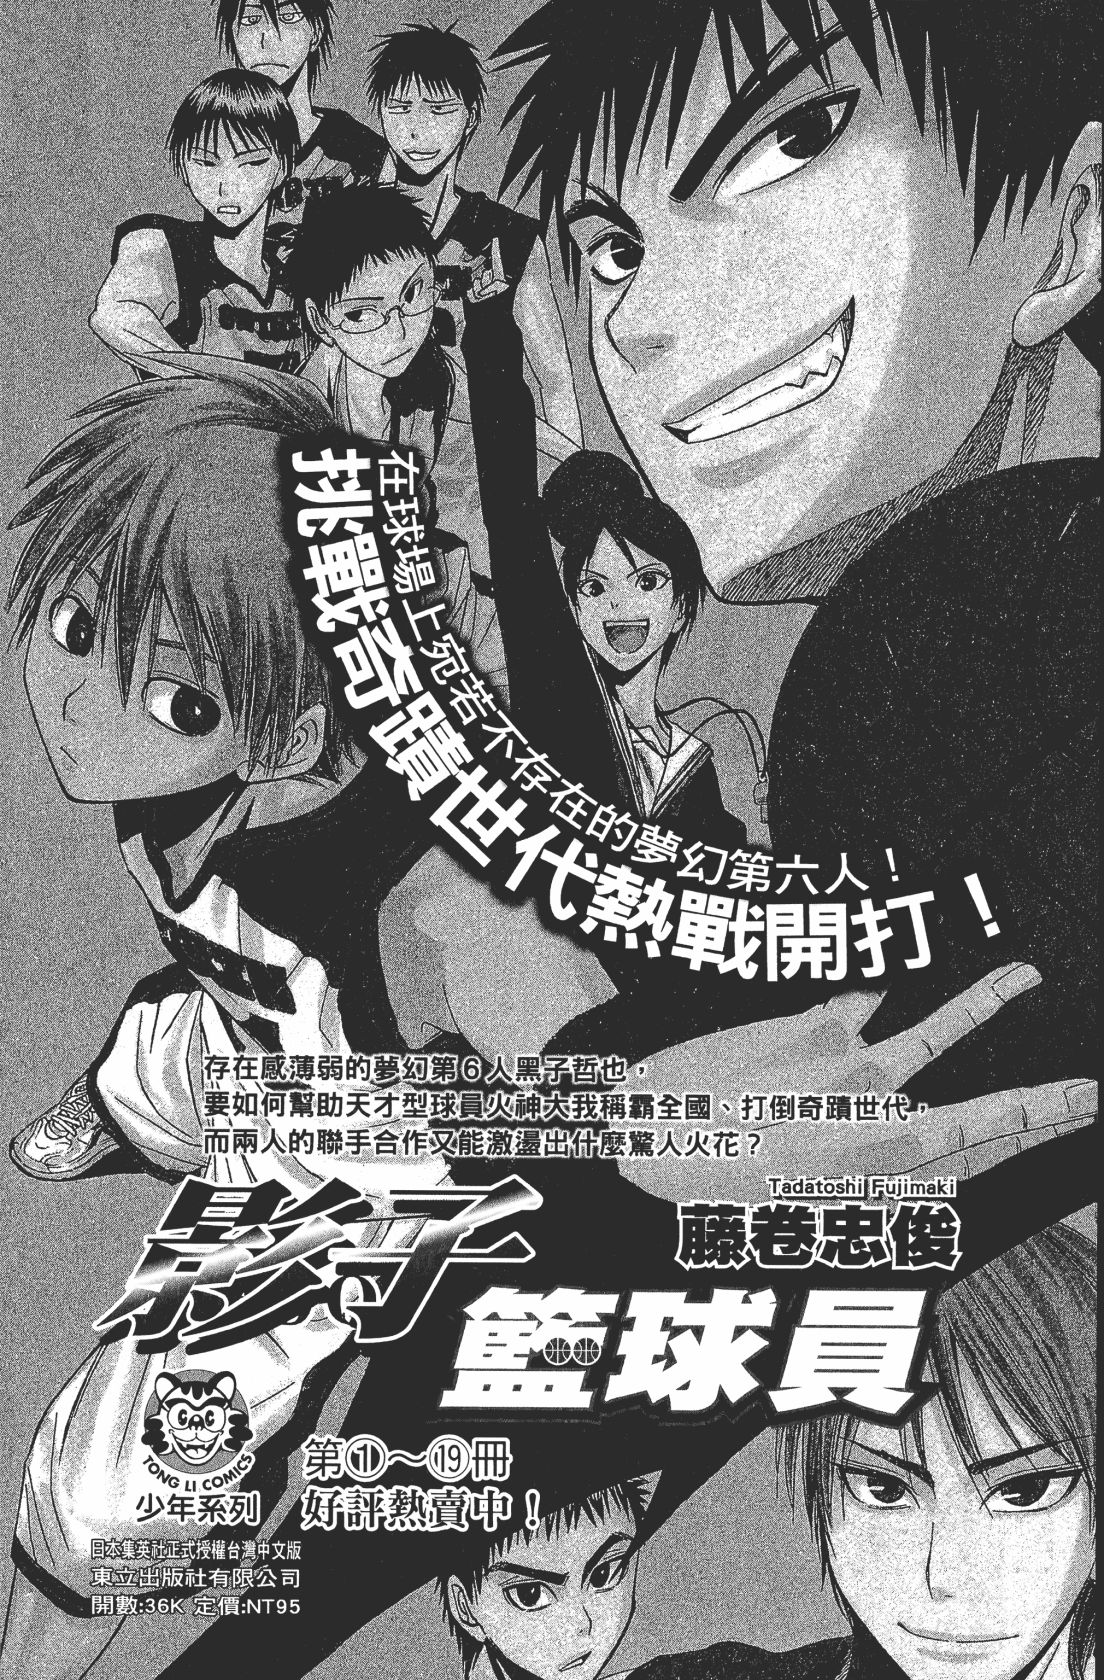 在球場上宛若不存在的夢幻第六人！
挑戰奇蹟世代熱戰開打！
存在感薄弱的夢幻第6人黑子哲也，
要如何幫助天才型球員火神大我稱霸全國、打倒奇蹟世代，
而兩人的聯手合作又能激盪出什麼驚人火花？
影子
籃球員
Tadatoshi Fujimaki
藤卷忠俊
TONG LI COMICS
少年系列
第①～⑲冊
好評熱賣中！
日本集英社正式授權台灣中文版
東立出版社有限公司
開數:36K 定價:NT95